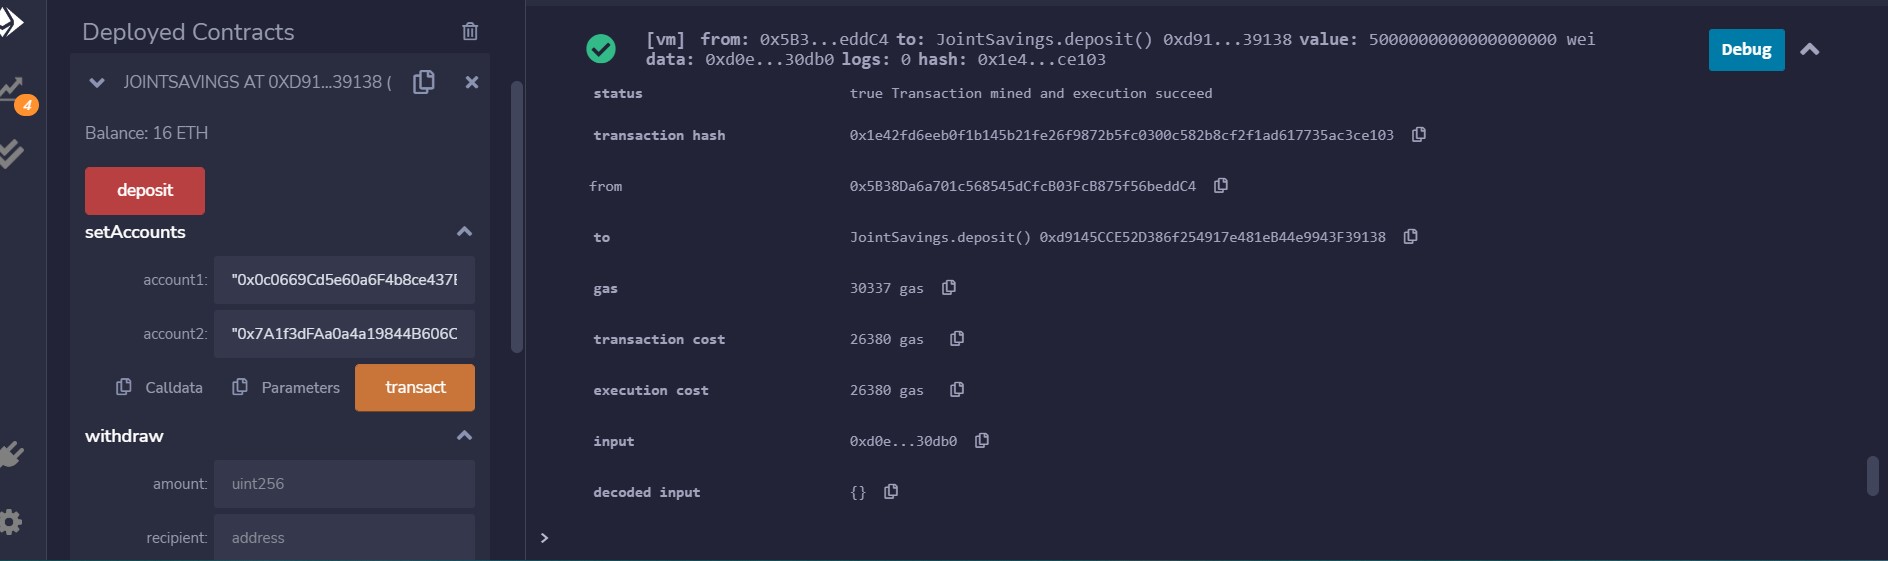 Deployed Contracts
JOINTSAVINGS AT 0XD91...39138 (
4
Balance: 16 ETH
deposit
setAccounts
account1: "0x0c0669Cd5e60a6F4b8ce437E
account2: "0x7A1f3dFAa0a4a19844B606C
Calldata Parameters transact
withdraw
amount: uint256
recipient: address
[vm] from: 0x5B3...eddC4 to: JointSavings.deposit() 0xd91...39138 value: 5000000000000000000 wei
data: 0xd0e...30db0 logs: 0 hash: 0x1e4...ce103
Debug
status true Transaction mined and execution succeed
transaction hash 0x1e42fd6eeb0f1b145b21fe26f9872b5fc0300c582b8cf2f1ad617735ac3ce103
from 0x5B38Da6a701c568545dCfcB03FcB875f56beddC4
to JointSavings.deposit() 0xd9145CCE52D386f254917e481eB44e9943F39138
gas 30337 gas
transaction cost 26380 gas
execution cost 26380 gas
input 0xd0e...30db0
decoded input {}
>